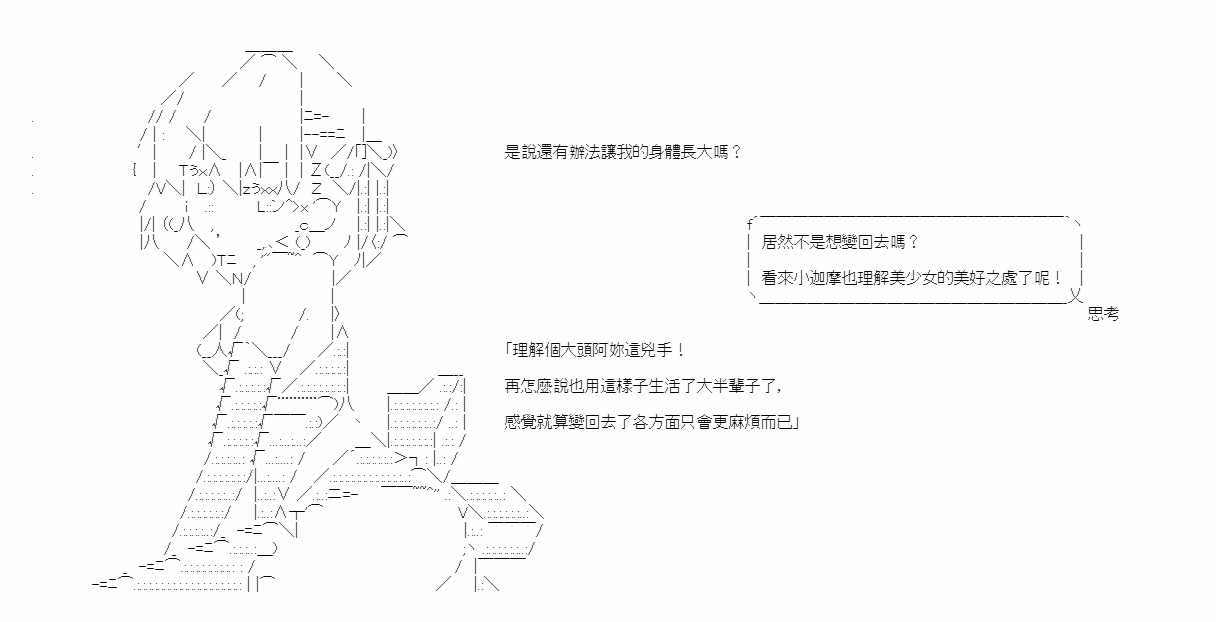 是說還有辦法讓我的身體長大嗎？
居然不是想變回去嗎？
看來小迦摩也理解美少女的美好之處了呢！
思考
「理解個大頭阿妳這兇手！
再怎麼說也用這樣子生活了大半輩子了，
感覺就算變回去了各方面只會更麻煩而已」